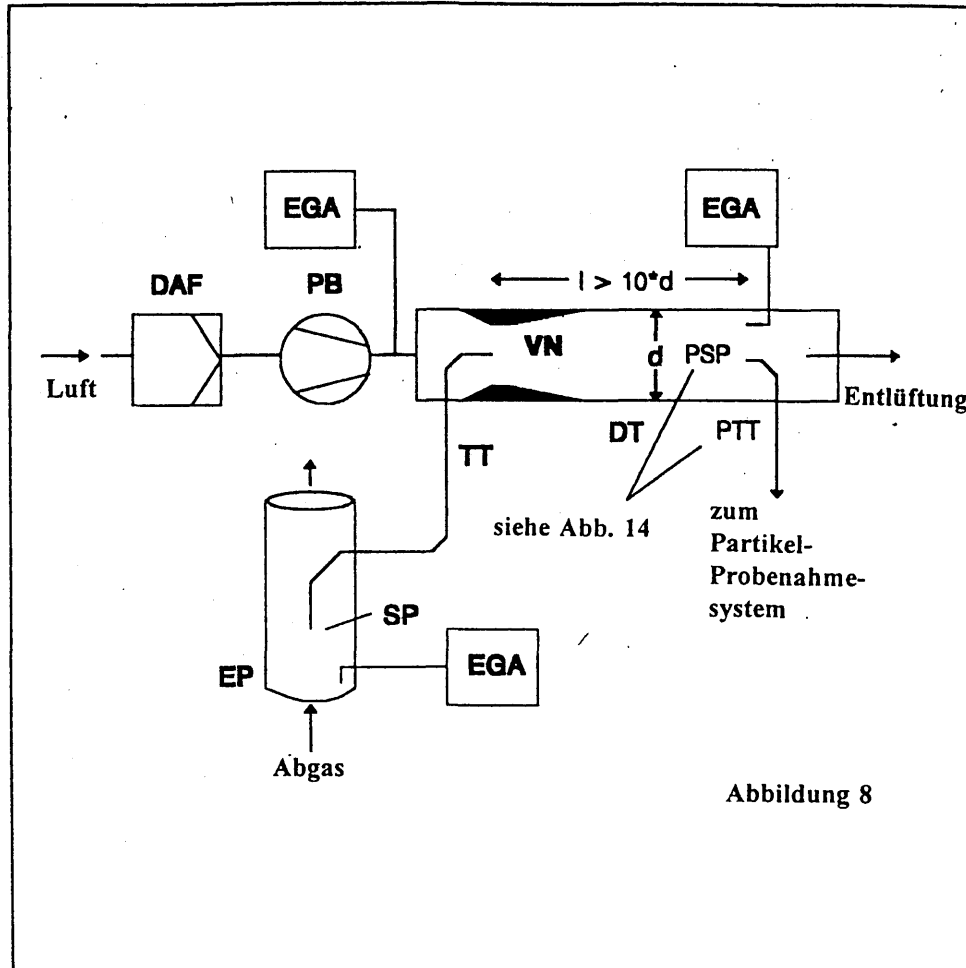 EGA
EGA
DAF
PB
l > 10*d
VN
d
PSP
Luft
Entlüftung
DT
PTT
TT
siehe Abb. 14
zum
Partikel-
Probenahme-
system
SP
EP
EGA
Abgas
Abbildung 8